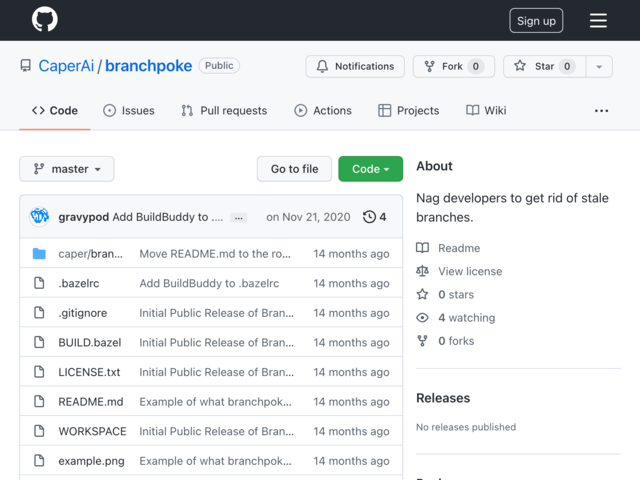 Sign up
CaperAi / branchpoke Public
Notifications Fork 0 Star 0
Code Issues Pull requests Actions Projects Wiki ...
master Go to file Code
gravypod Add BuildBuddy to .... ... on Nov 21, 2020 4
caper/bran... Move README.md to the ro... 14 months ago
.bazelrc Add BuildBuddy to .bazelrc 14 months ago
.gitignore Initial Public Release of Bran... 14 months ago
BUILD.bazel Initial Public Release of Bran... 14 months ago
LICENSE.txt Initial Public Release of Bran... 14 months ago
README.md Example of what branchpok... 14 months ago
WORKSPACE Initial Public Release of Bran... 14 months ago
example.png Example of what branchpok... 14 months ago
About
Nag developers to get rid of stale
branches.
Readme
View license
0 stars
4 watching
0 forks
Releases
No releases published